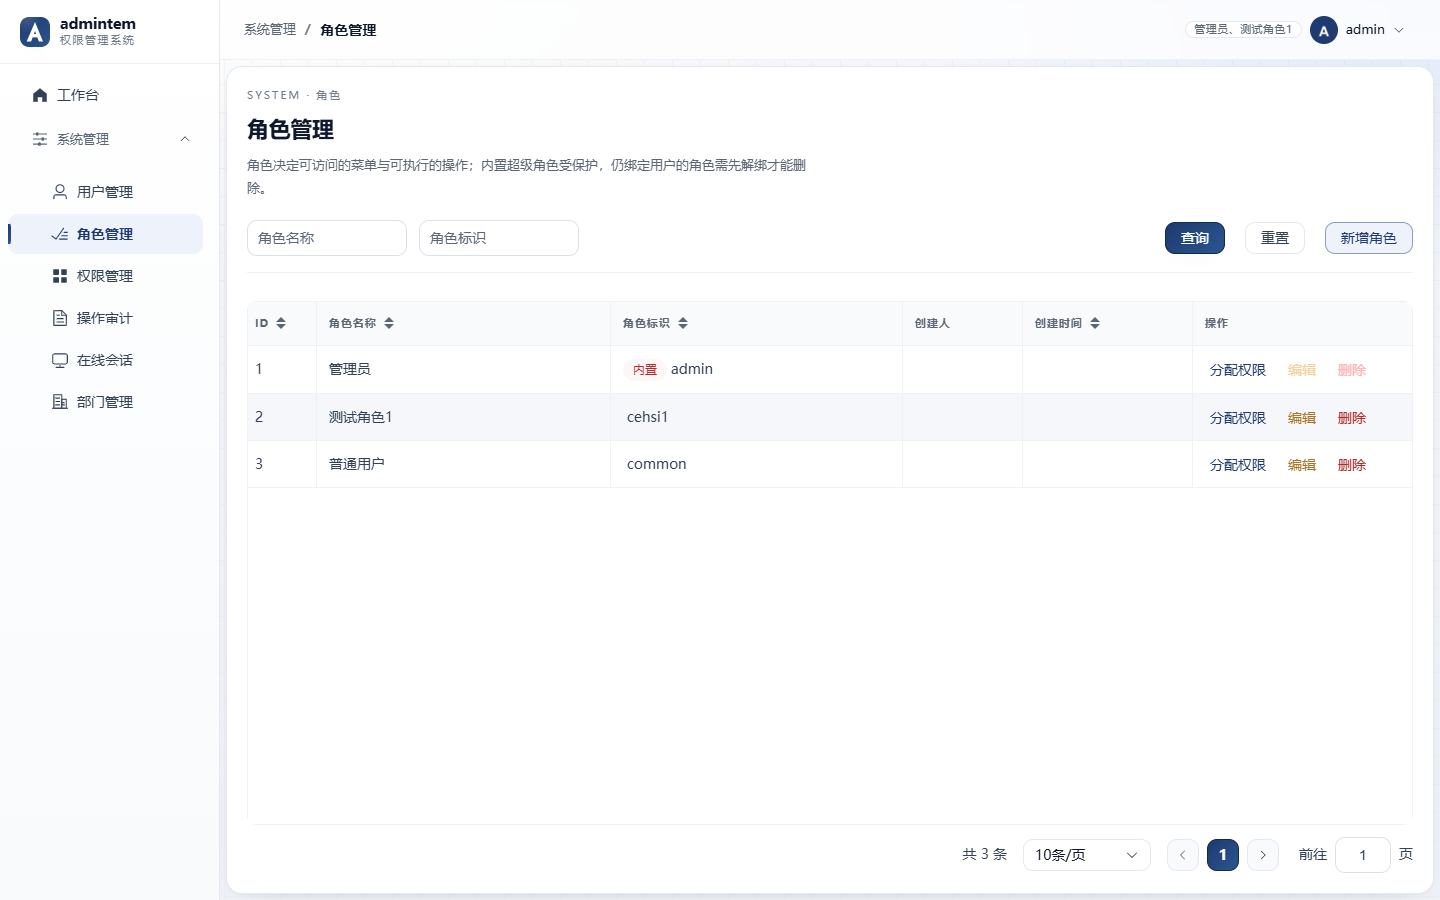 admintem
权限管理系统
系统管理 / 角色管理
管理员、测试角色1
A
admin
工作台
系统管理
用户管理
角色管理
权限管理
操作审计
在线会话
部门管理
SYSTEM · 角色
角色管理
角色决定可访问的菜单与可执行的操作；内置超级角色受保护，仍绑定用户的角色需先解绑才能删
除。
角色名称 角色标识 查询 重置 新增角色
ID 角色名称 角色标识 创建人 创建时间 操作
1 管理员 内置 admin 分配权限 编辑 删除
2 测试角色1 cehsi1 分配权限 编辑 删除
3 普通用户 common 分配权限 编辑 删除
共 3 条 10条/页 1 前往 1 页